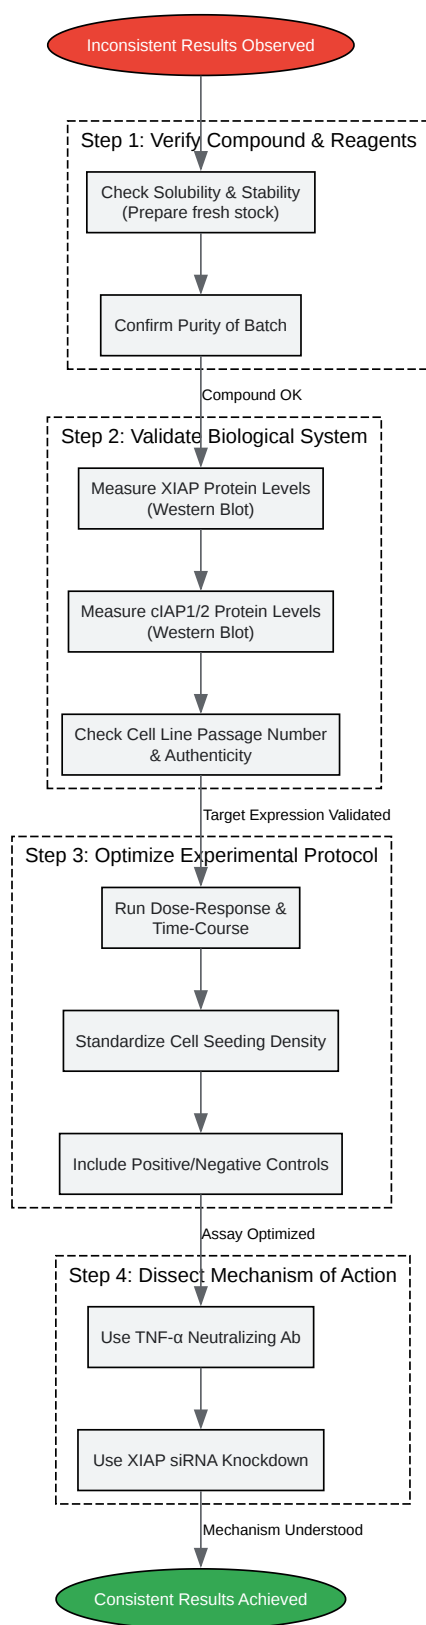 Inconsistent Results Observed
Step 1: Verify Compound & Reagents
Check Solubility & Stability
(Prepare fresh stock)
Confirm Purity of Batch
Compound OK
Step 2: Validate Biological System
Measure XIAP Protein Levels
(Western Blot)
Measure cIAP1/2 Protein Levels
(Western Blot)
Check Cell Line Passage Number
& Authenticity
Target Expression Validated
Step 3: Optimize Experimental Protocol
Run Dose-Response &
Time-Course
Standardize Cell Seeding Density
Include Positive/Negative Controls
Assay Optimized
Step 4: Dissect Mechanism of Action
Use TNF-α Neutralizing Ab
Use XIAP siRNA Knockdown
Mechanism Understood
Consistent Results Achieved